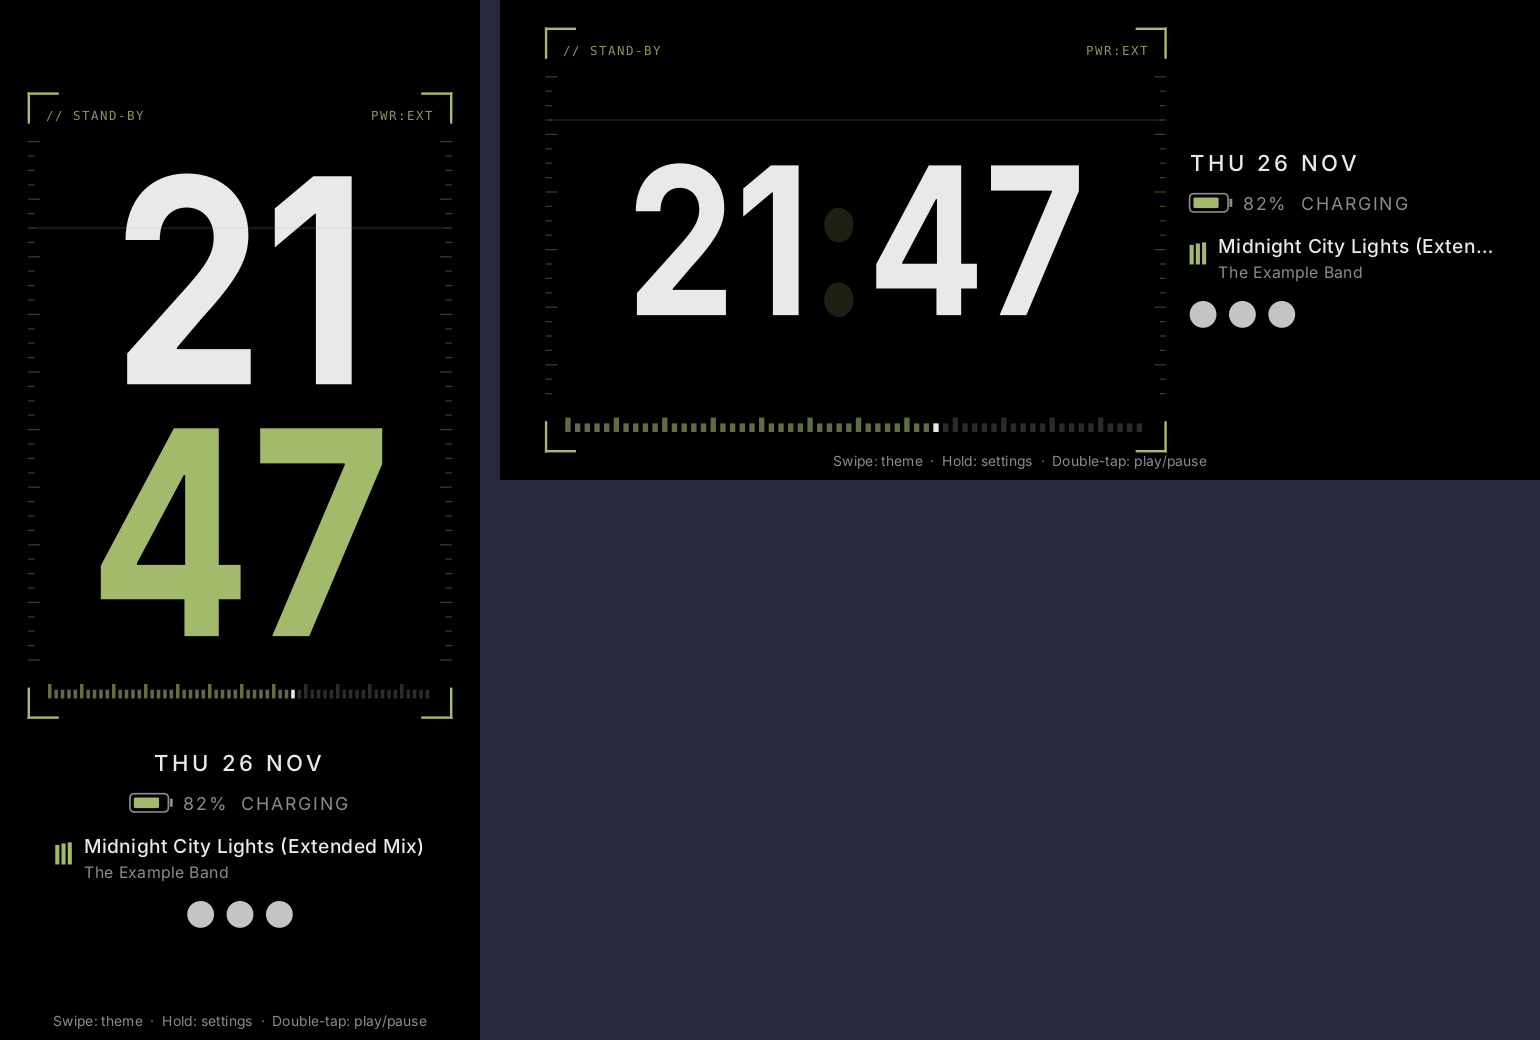 // STAND-BY PWR:EXT
21
47
THU 26 NOV
82% CHARGING
Midnight City Lights (Extended Mix)
The Example Band
Swipe: theme · Hold: settings · Double-tap: play/pause
// STAND-BY PWR:EXT
21:47
THU 26 NOV
82% CHARGING
Midnight City Lights (Exten...
The Example Band
Swipe: theme · Hold: settings · Double-tap: play/pause